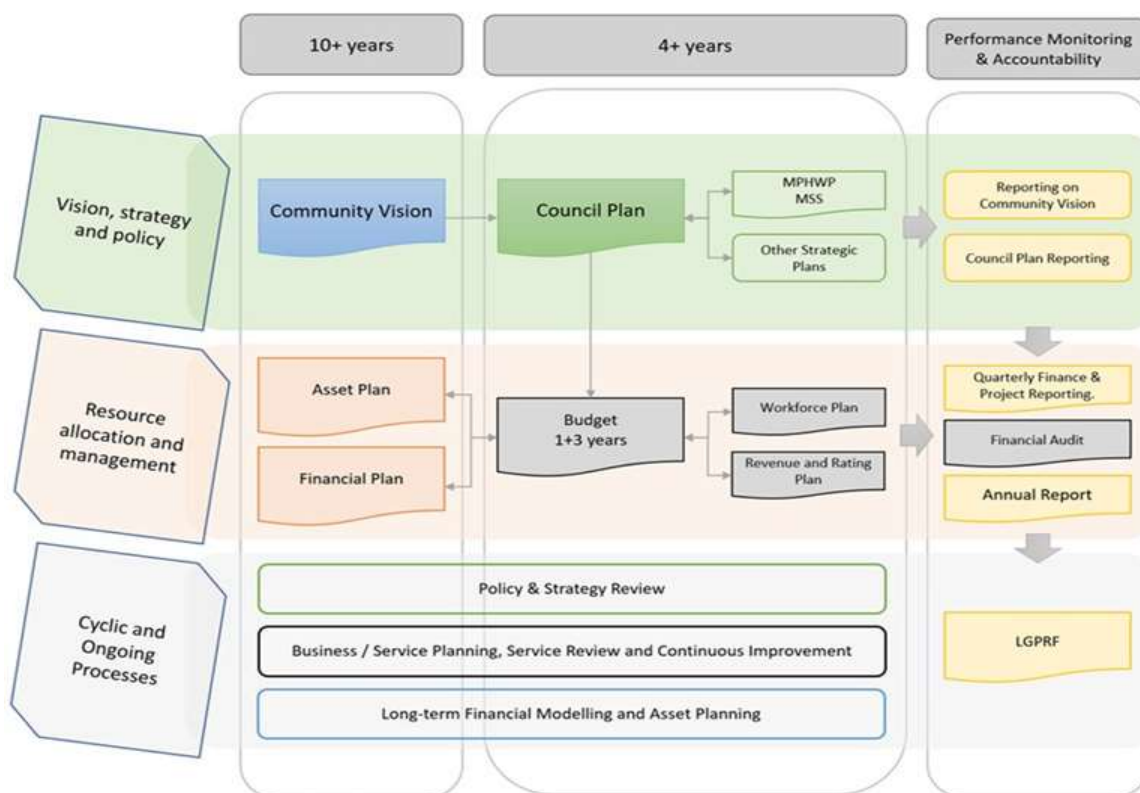 10+ years
4+ years
Performance Monitoring
& Accountability
Vision, strategy
and policy
Community Vision
Council Plan
MPHWP
MSS
Other Strategic
Plans
Reporting on
Community Vision
Council Plan Reporting
Resource
allocation and
management
Asset Plan
Financial Plan
Budget
1+3 years
Workforce Plan
Revenue and Rating
Plan
Quarterly Finance &
Project Reporting.
Financial Audit
Annual Report
Cyclic and
Ongoing
Processes
Policy & Strategy Review
Business / Service Planning, Service Review and Continuous Improvement
Long-term Financial Modelling and Asset Planning
LGPRF